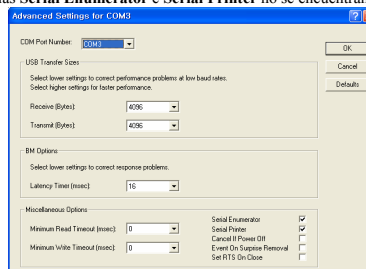 Serial Enumerator e Serial Printer no se encuentran
Advanced Settings for COM3
COM Port Number: COM3
OK
Cancel
Defaults
USB Transfer Sizes
Select lower settings to correct performance problems at low baud rates.
Select higher settings for faster performance.
Receive (Bytes): 4096
Transmit (Bytes): 4096
BM Options
Select lower settings to correct response problems.
Latency Timer (msec): 16
Miscellaneous Options
Minimum Read Timeout (msec): 0
Minimum Write Timeout (msec): 0
Serial Enumerator
Serial Printer
Cancel If Power Off
Event On Surprise Removal
Set RTS On Close